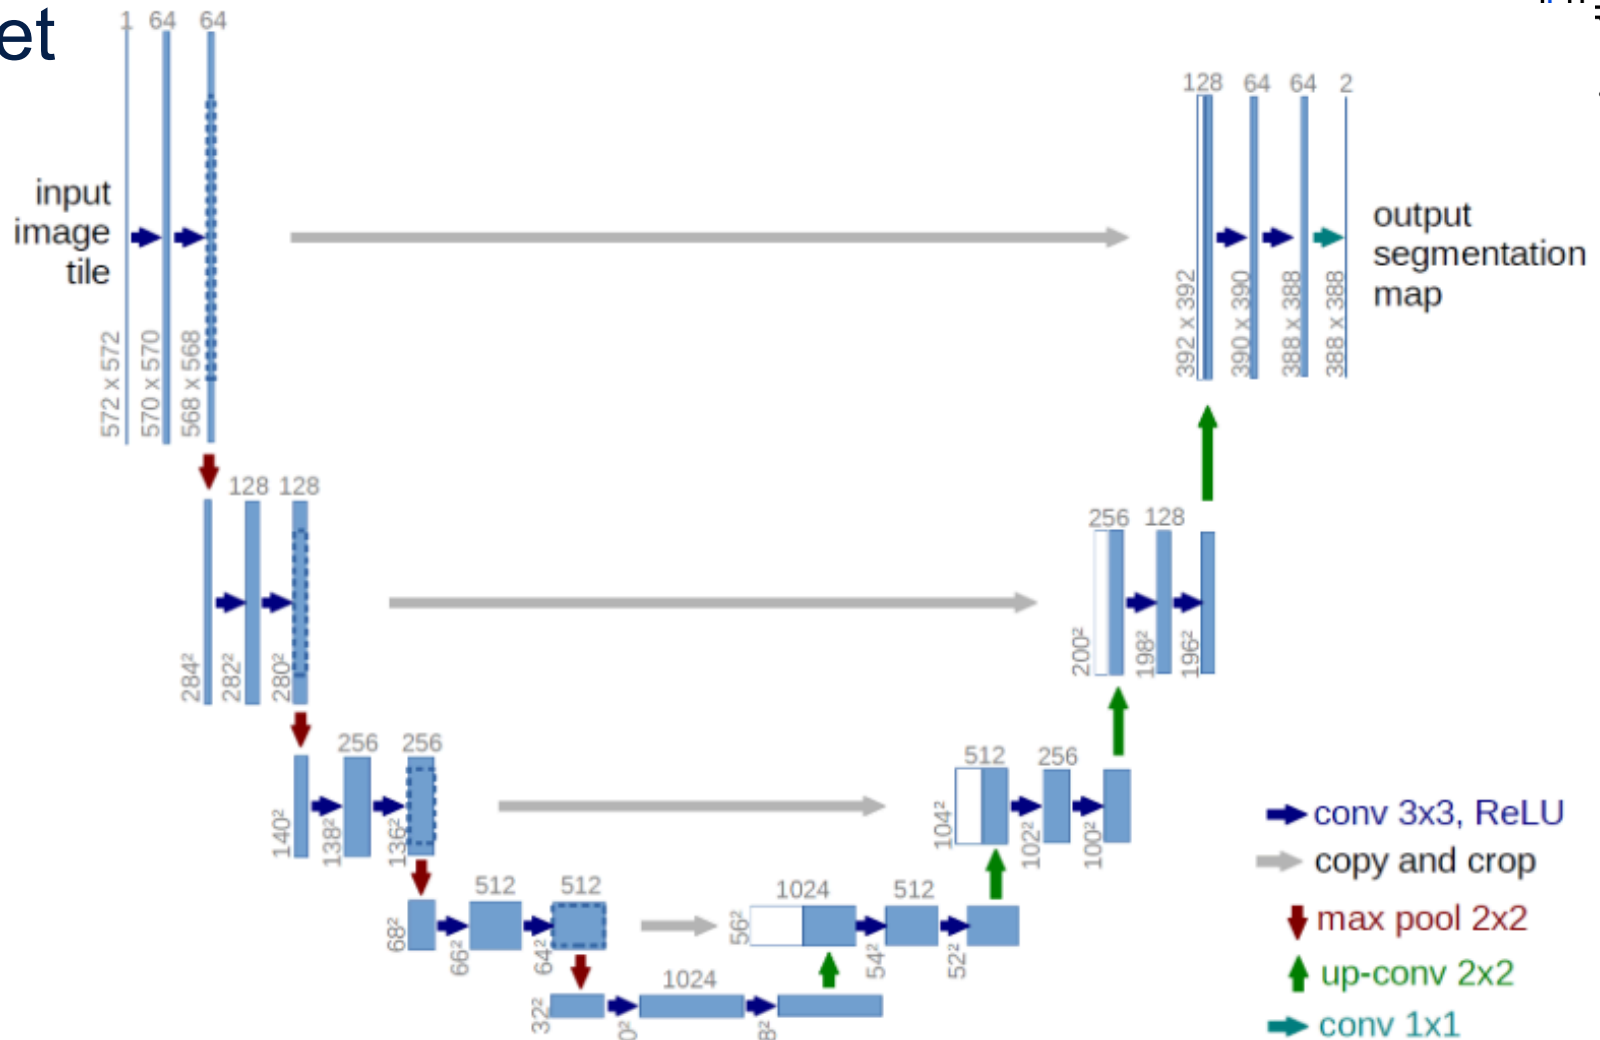 et
1 64 64
input
image
tile
572 x 572
570 x 570
568 x 568
128 64 64 2
392 x 392
390 x 390
388 x 388
388 x 388
output
segmentation
map
128 128
284²
282²
280²
256 128
200²
198²
196²
256 256
140²
138²
136²
512 256
104²
102²
100²
512 512
68²
66²
64²
1024 512
56²
54²
52²
1024
32²
0²
8²
conv 3x3, ReLU
copy and crop
max pool 2x2
up-conv 2x2
conv 1x1